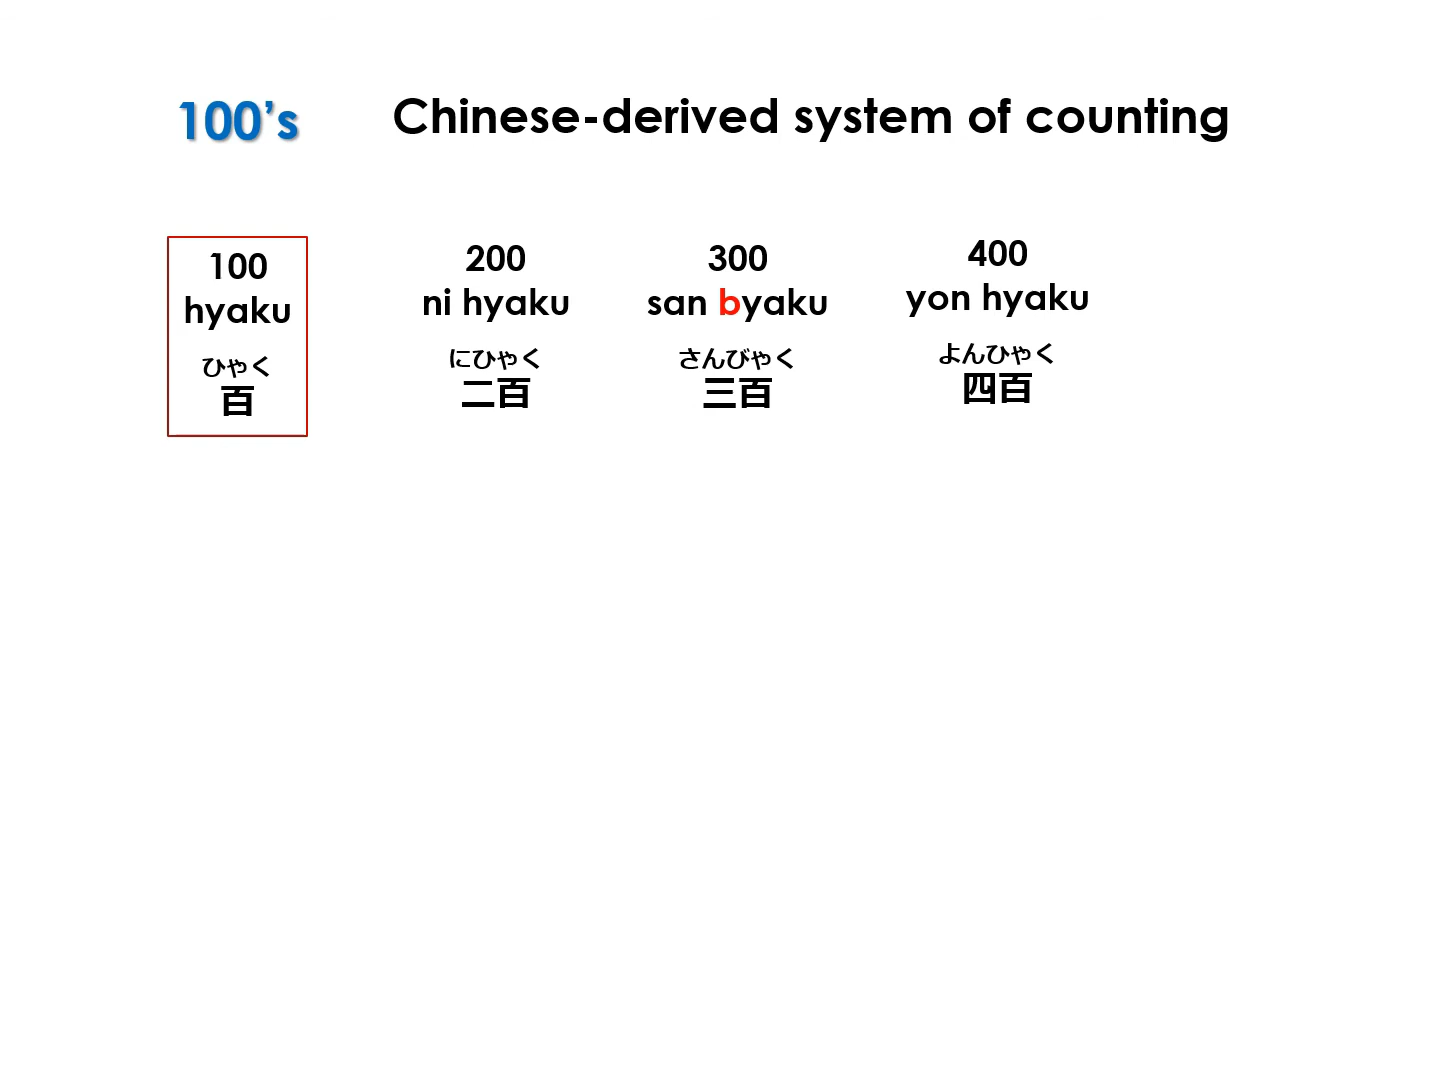 100's
Chinese-derived system of counting
100
hyaku
ひゃく
百
200
ni hyaku
にひゃく
二百
300
san byaku
さんびゃく
三百
400
yon hyaku
よんひゃく
四百